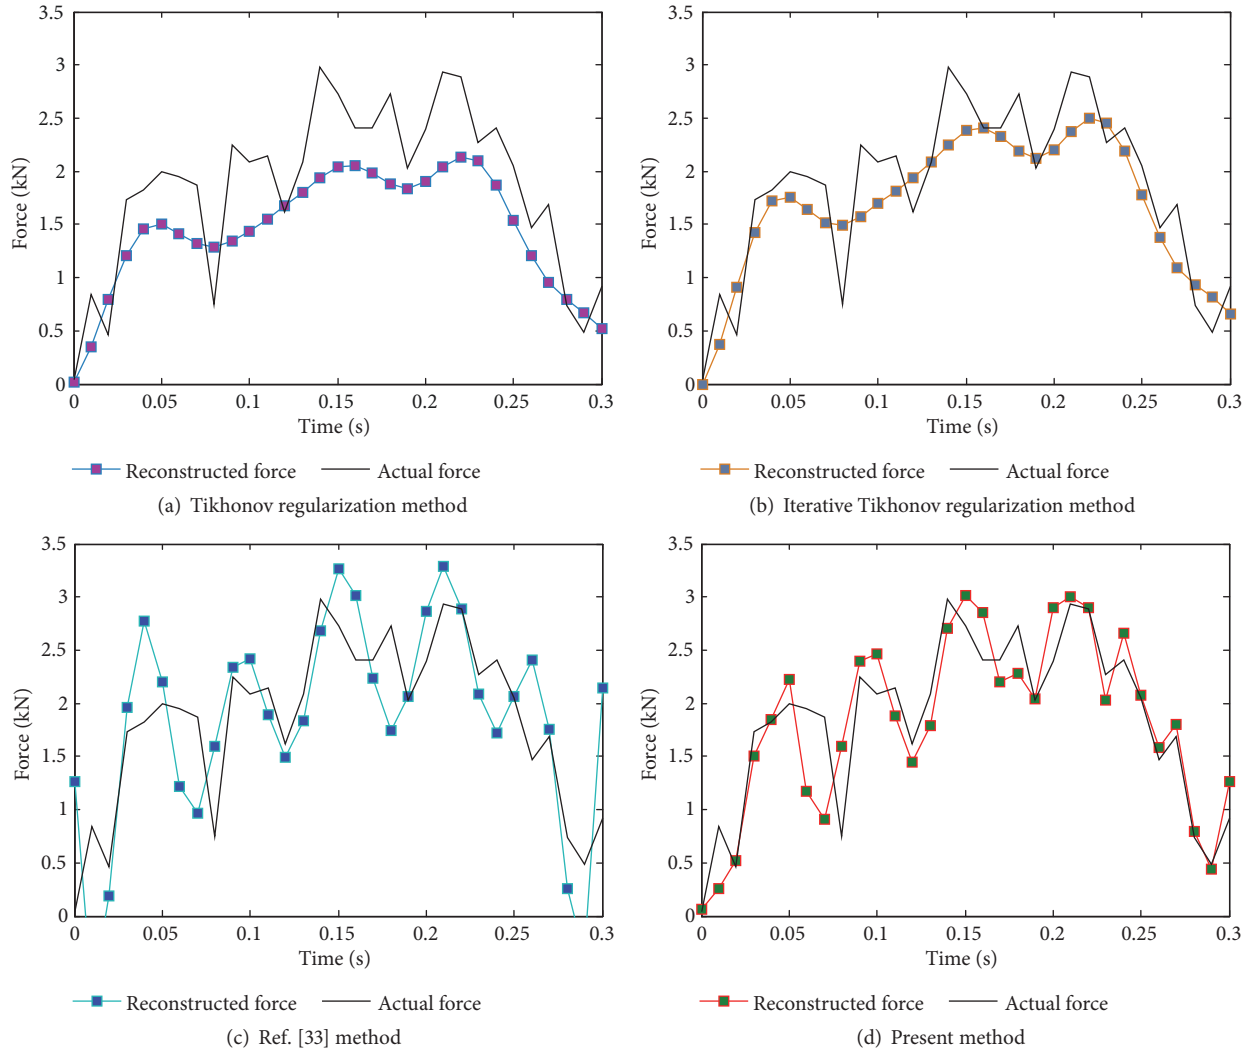 3.5
3
2.5
2
1.5
1
0.5
0
Force (kN)
0 0.05 0.1 0.15 0.2 0.25 0.3
Time (s)
Reconstructed force Actual force
(a) Tikhonov regularization method
3.5
3
2.5
2
1.5
1
0.5
0
Force (kN)
0 0.05 0.1 0.15 0.2 0.25 0.3
Time (s)
Reconstructed force Actual force
(b) Iterative Tikhonov regularization method
3.5
3
2.5
2
1.5
1
0.5
0
Force (kN)
0 0.05 0.1 0.15 0.2 0.25 0.3
Time (s)
Reconstructed force Actual force
(c) Ref. [33] method
3.5
3
2.5
2
1.5
1
0.5
0
Force (kN)
0 0.05 0.1 0.15 0.2 0.25 0.3
Time (s)
Reconstructed force Actual force
(d) Present method